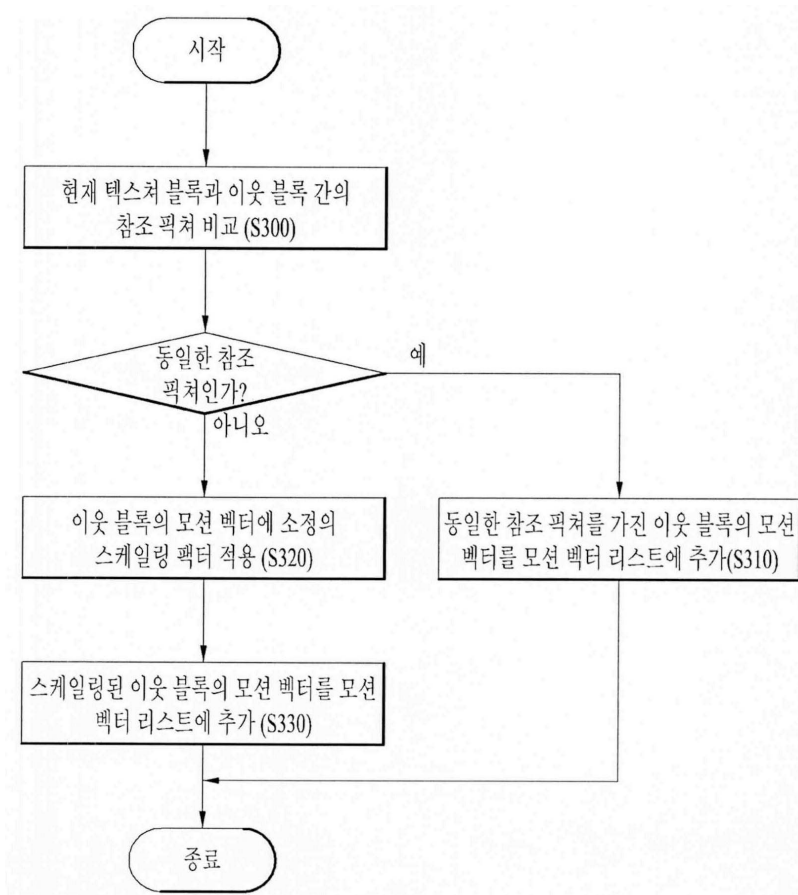 시작
현재 텍스쳐 블록과 이웃 블록 간의
참조 픽쳐 비교 (S300)
동일한 참조
픽쳐인가?
예
아니오
이웃 블록의 모션 벡터에 소정의
스케일링 팩터 적용 (S320)
동일한 참조 픽쳐를 가진 이웃 블록의 모션
벡터를 모션 벡터 리스트에 추가(S310)
스케일링된 이웃 블록의 모션 벡터를 모션
벡터 리스트에 추가 (S330)
종료